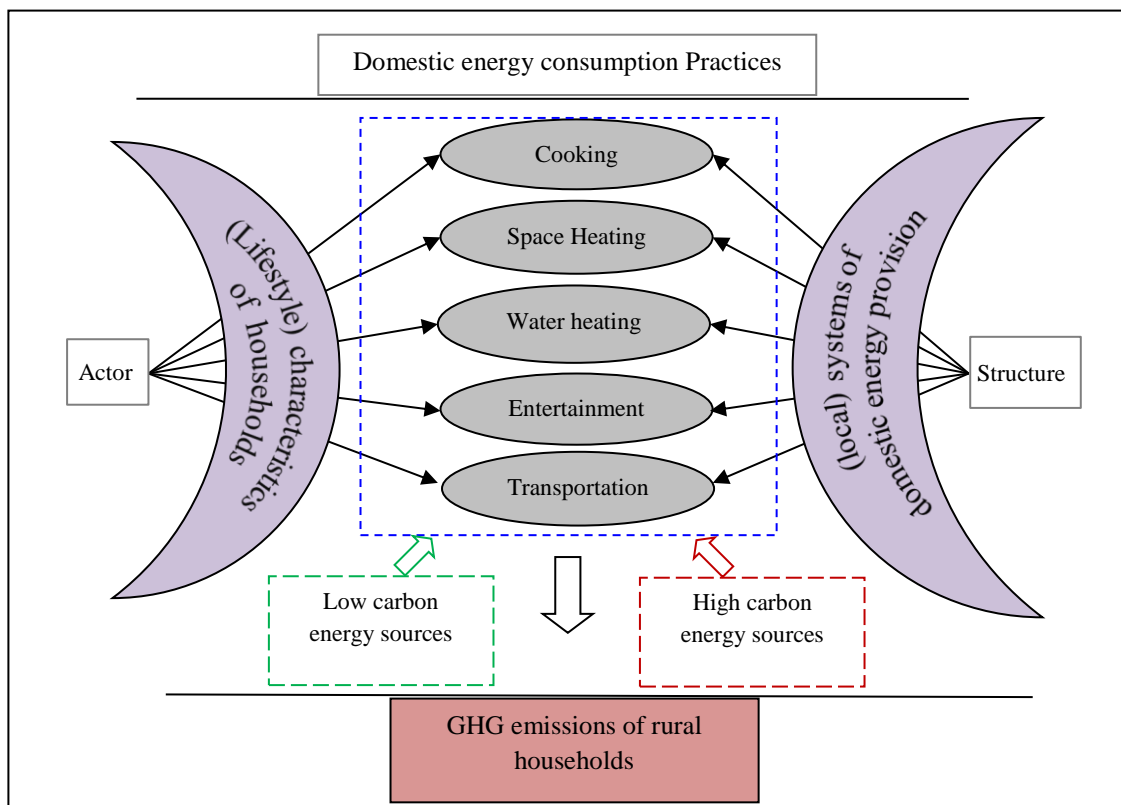 Domestic energy consumption Practices
Cooking
Space Heating
Water heating
Entertainment
Transportation
Actor
(Lifestyle) characteristics
of households
(local) systems of
domestic energy provision
Structure
Low carbon
energy sources
High carbon
energy sources
GHG emissions of rural
households